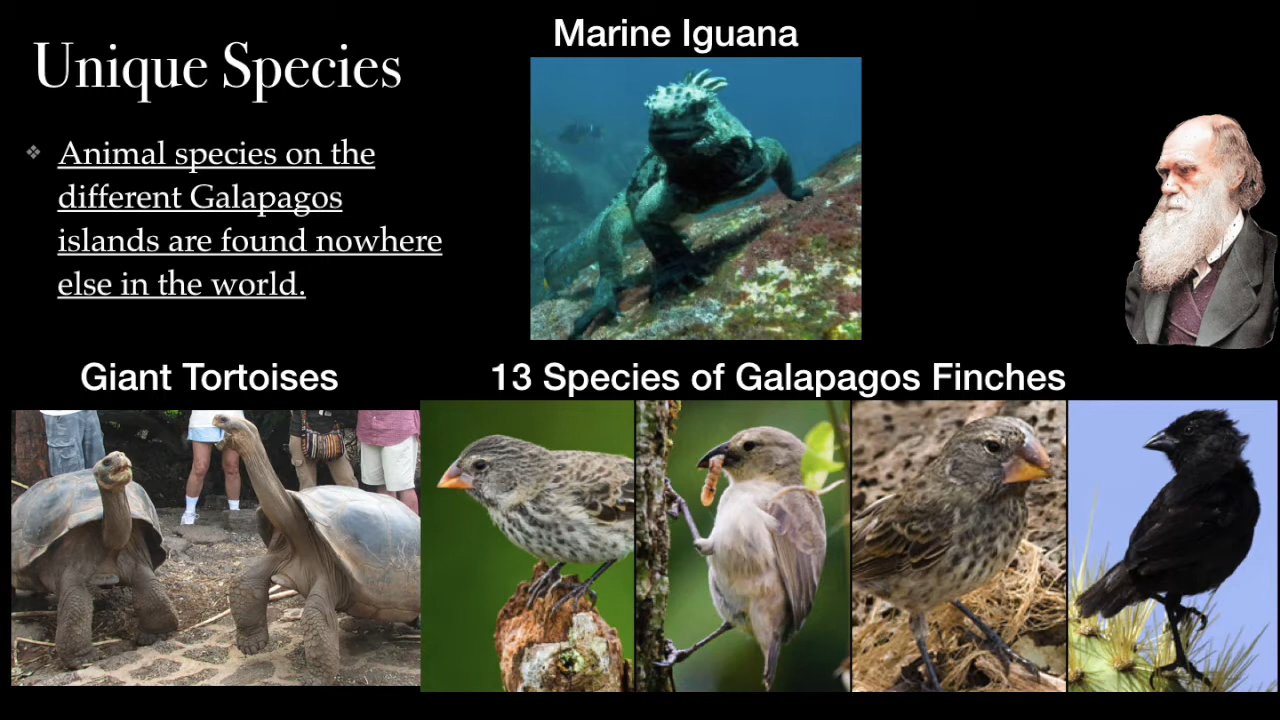 Unique Species
Animal species on the
different Galapagos
islands are found nowhere
else in the world.
Marine Iguana
Giant Tortoises
13 Species of Galapagos Finches